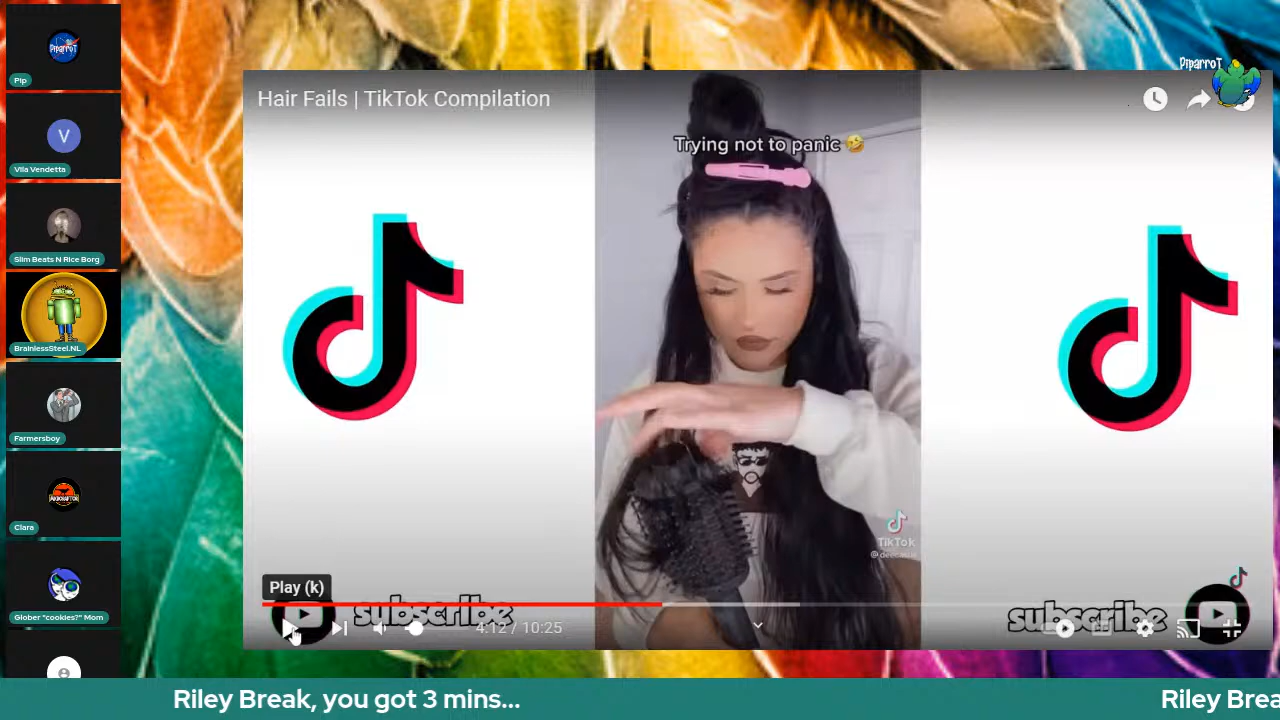 PiparroT
Pip
V
Vila Vendetta
Slim Beats N Rice Borg
BrainlessSteel.NL
Farmersboy
Clara
Glober "cookies?" Mom
PiparroT
Hair Fails | TikTok Compilation
Trying not to panic 🤣
TikTok
Play (k)
subscribe
subscribe
4:12 / 10:25
Riley Break, you got 3 mins...
Riley Brea